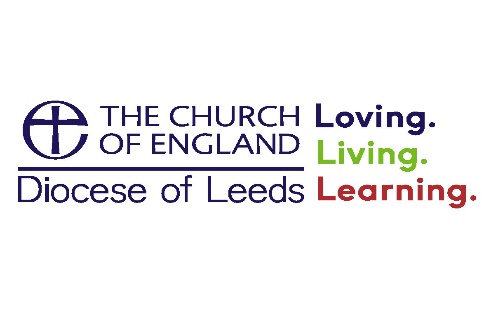 THE CHURCH
OF ENGLAND
Diocese of Leeds
Loving.
Living.
Learning.